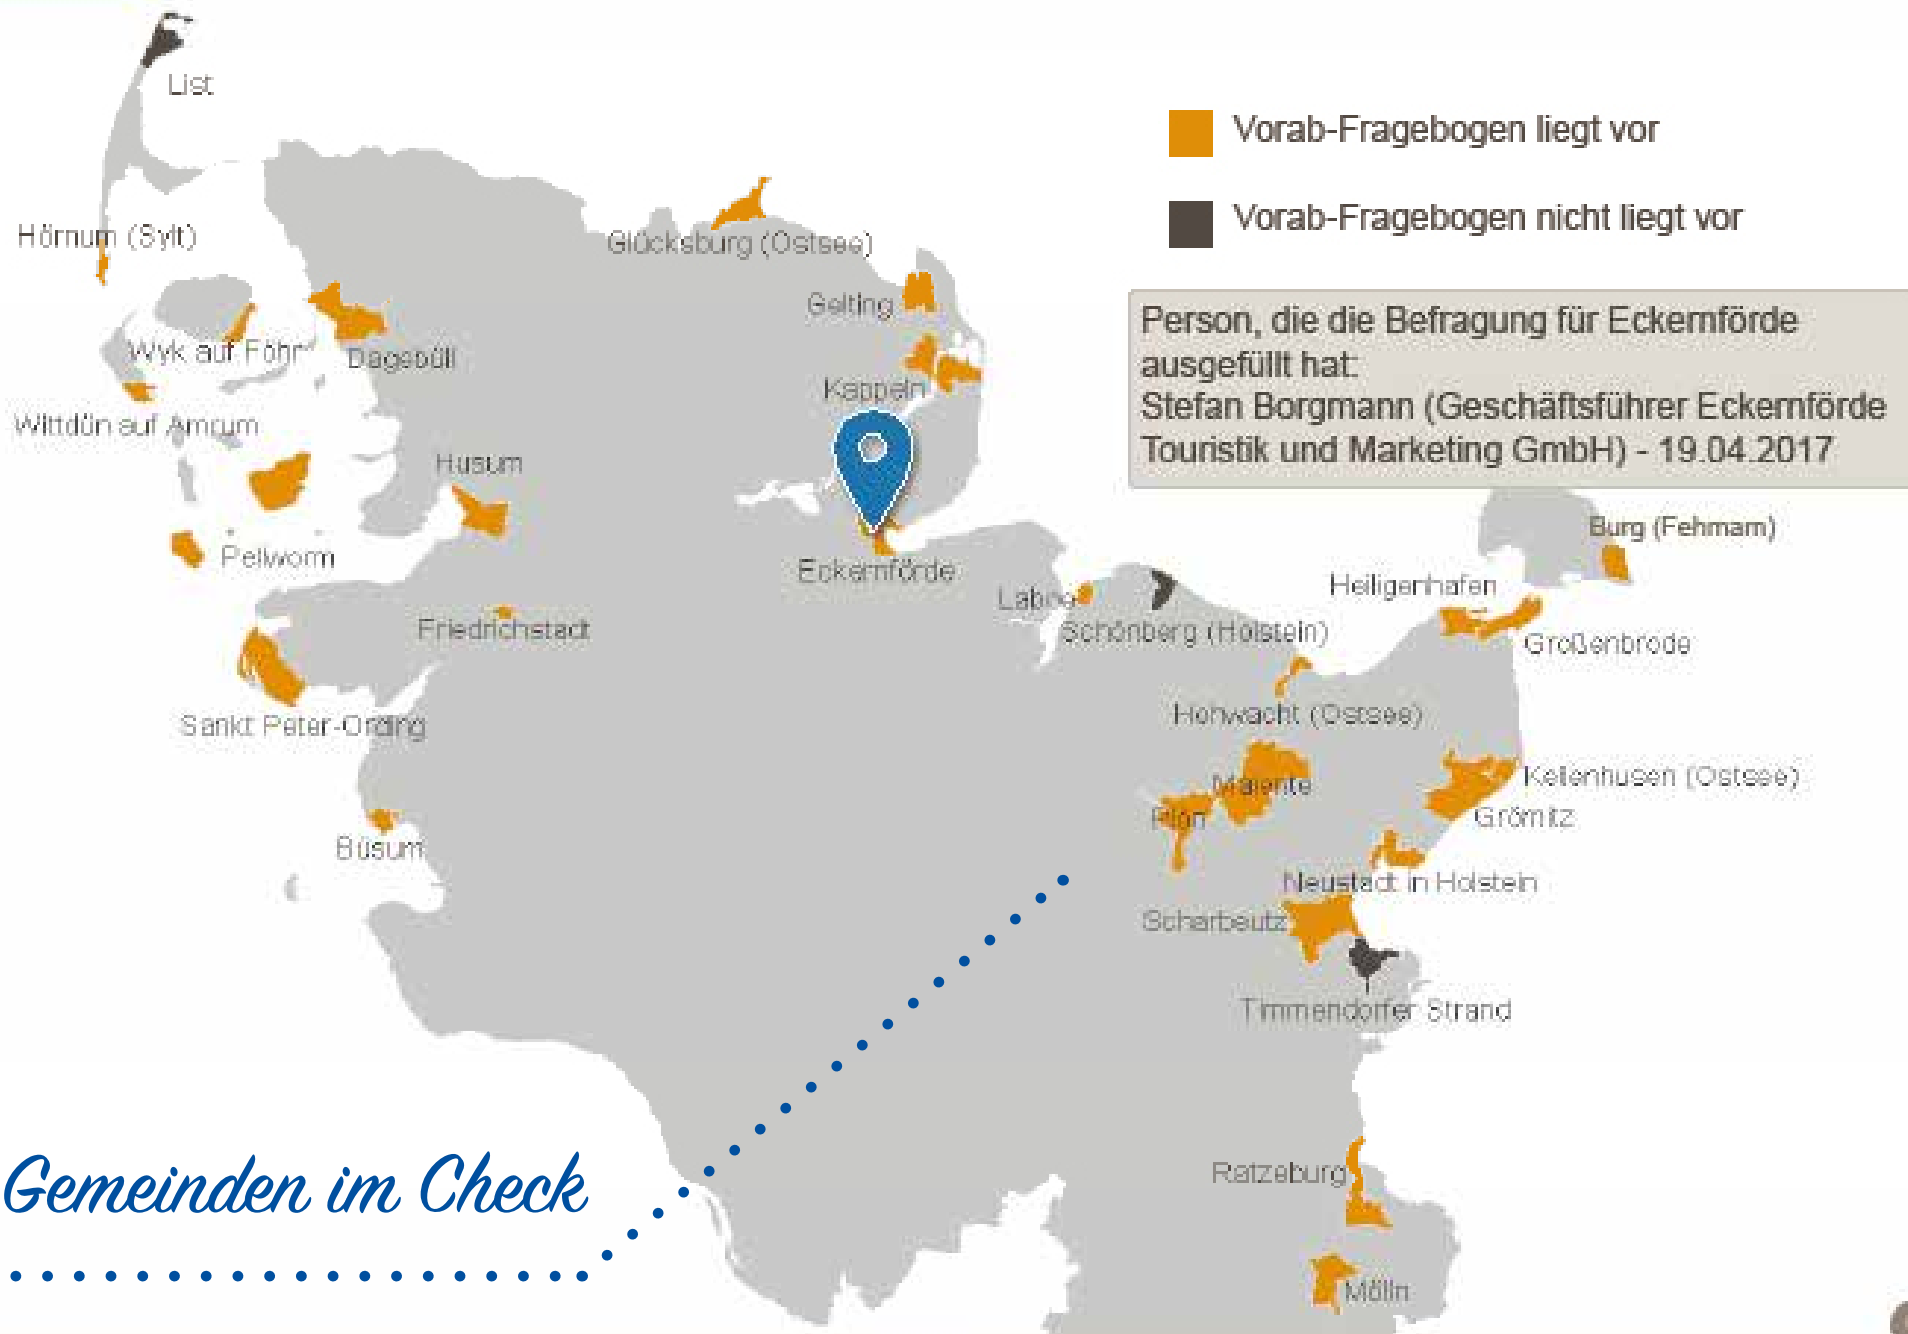 List
Vorab-Fragebogen liegt vor
Vorab-Fragebogen nicht liegt vor
Hörnum (Sylt)
Glücksburg (Ostsee)
Gelting
Person, die die Befragung für Eckernförde
ausgefüllt hat:
Stefan Borgmann (Geschäftsführer Eckernförde
Touristik und Marketing GmbH) - 19.04.2017
Wyk auf Föhr
Dagebüll
Kappeln
Wittdün auf Amrum
Husum
Pellworm
Eckernförde
Burg (Fehmarn)
Heiligenhafen
Laboe
Schönberg (Holstein)
Friedrichstadt
Großenbrode
Sankt Peter-Ording
Hohwacht (Ostsee)
Malente
Kellenhusen (Ostsee)
Plön
Grömitz
Büsum
Neustadt in Holstein
Scharbeutz
Timmendorfer Strand
Gemeinden im Check
Ratzeburg
Mölln